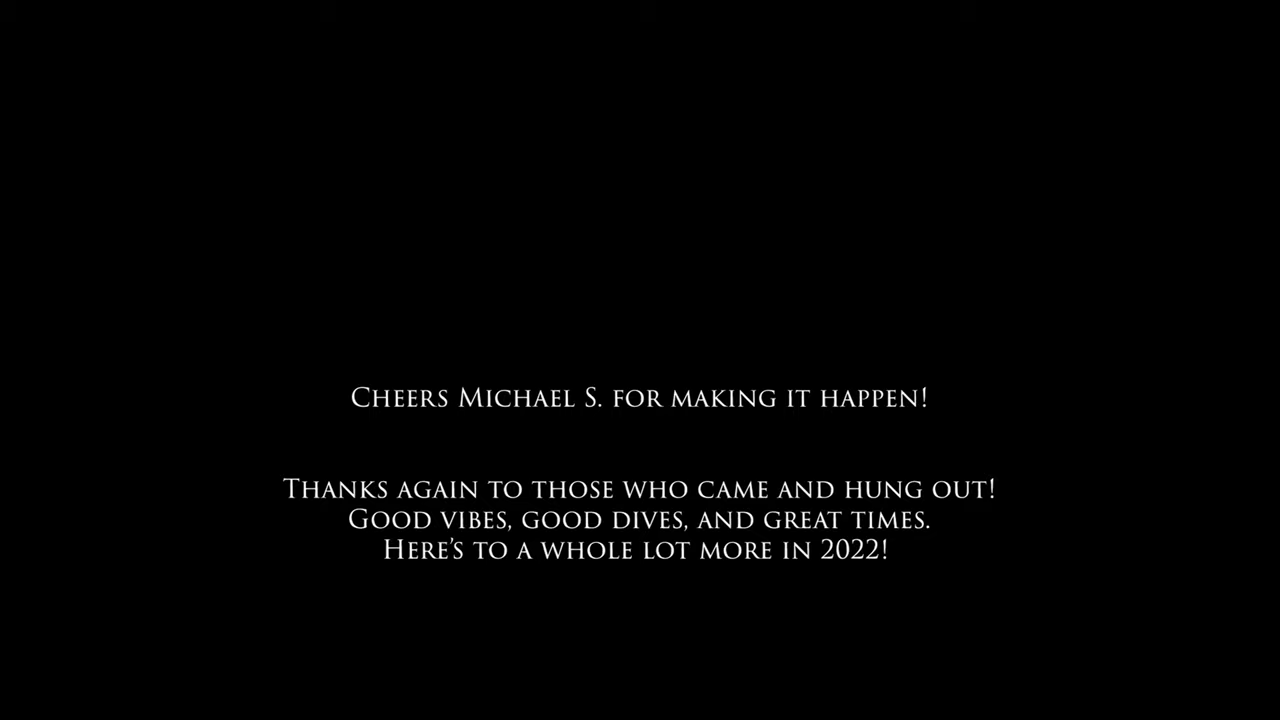 Cheers Michael S. for making it happen!
Thanks again to those who came and hung out!
Good vibes, good dives, and great times.
Here's to a whole lot more in 2022!